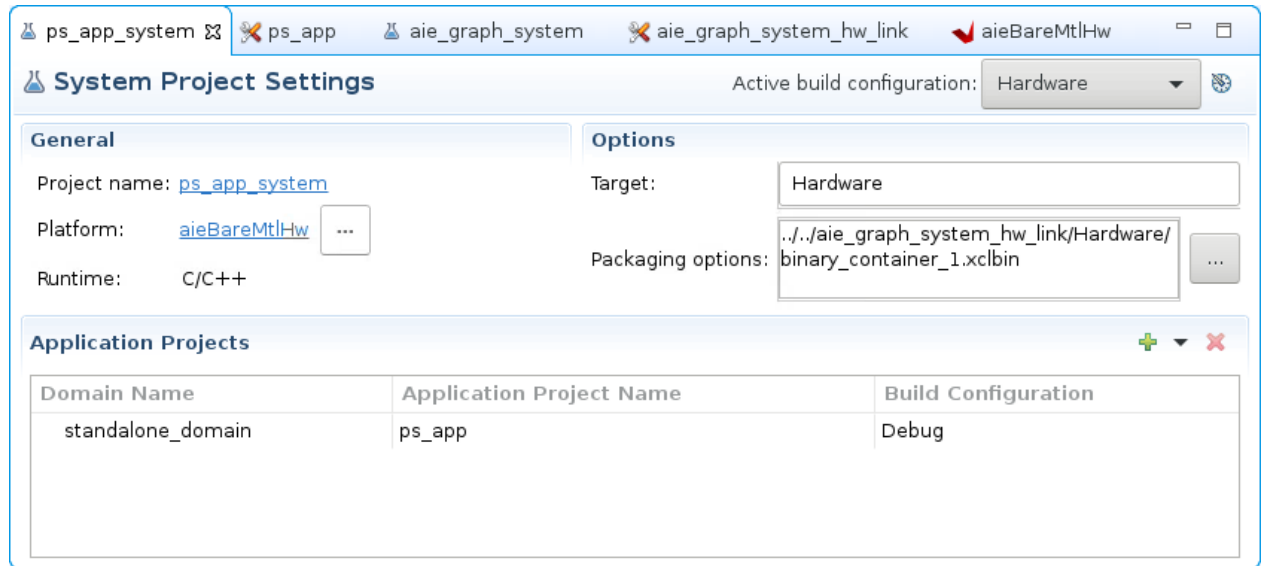 ps_app_system ps_app aie_graph_system aie_graph_system_hw_link aieBareMtlHw
System Project Settings Active build configuration: Hardware
General Options
Project name: ps_app_system Target: Hardware
Platform: aieBareMtlHw ... Packaging options: ../../aie_graph_system_hw_link/Hardware/
binary_container_1.xclbin ...
Runtime: C/C++
Application Projects
Domain Name Application Project Name Build Configuration
standalone_domain ps_app Debug